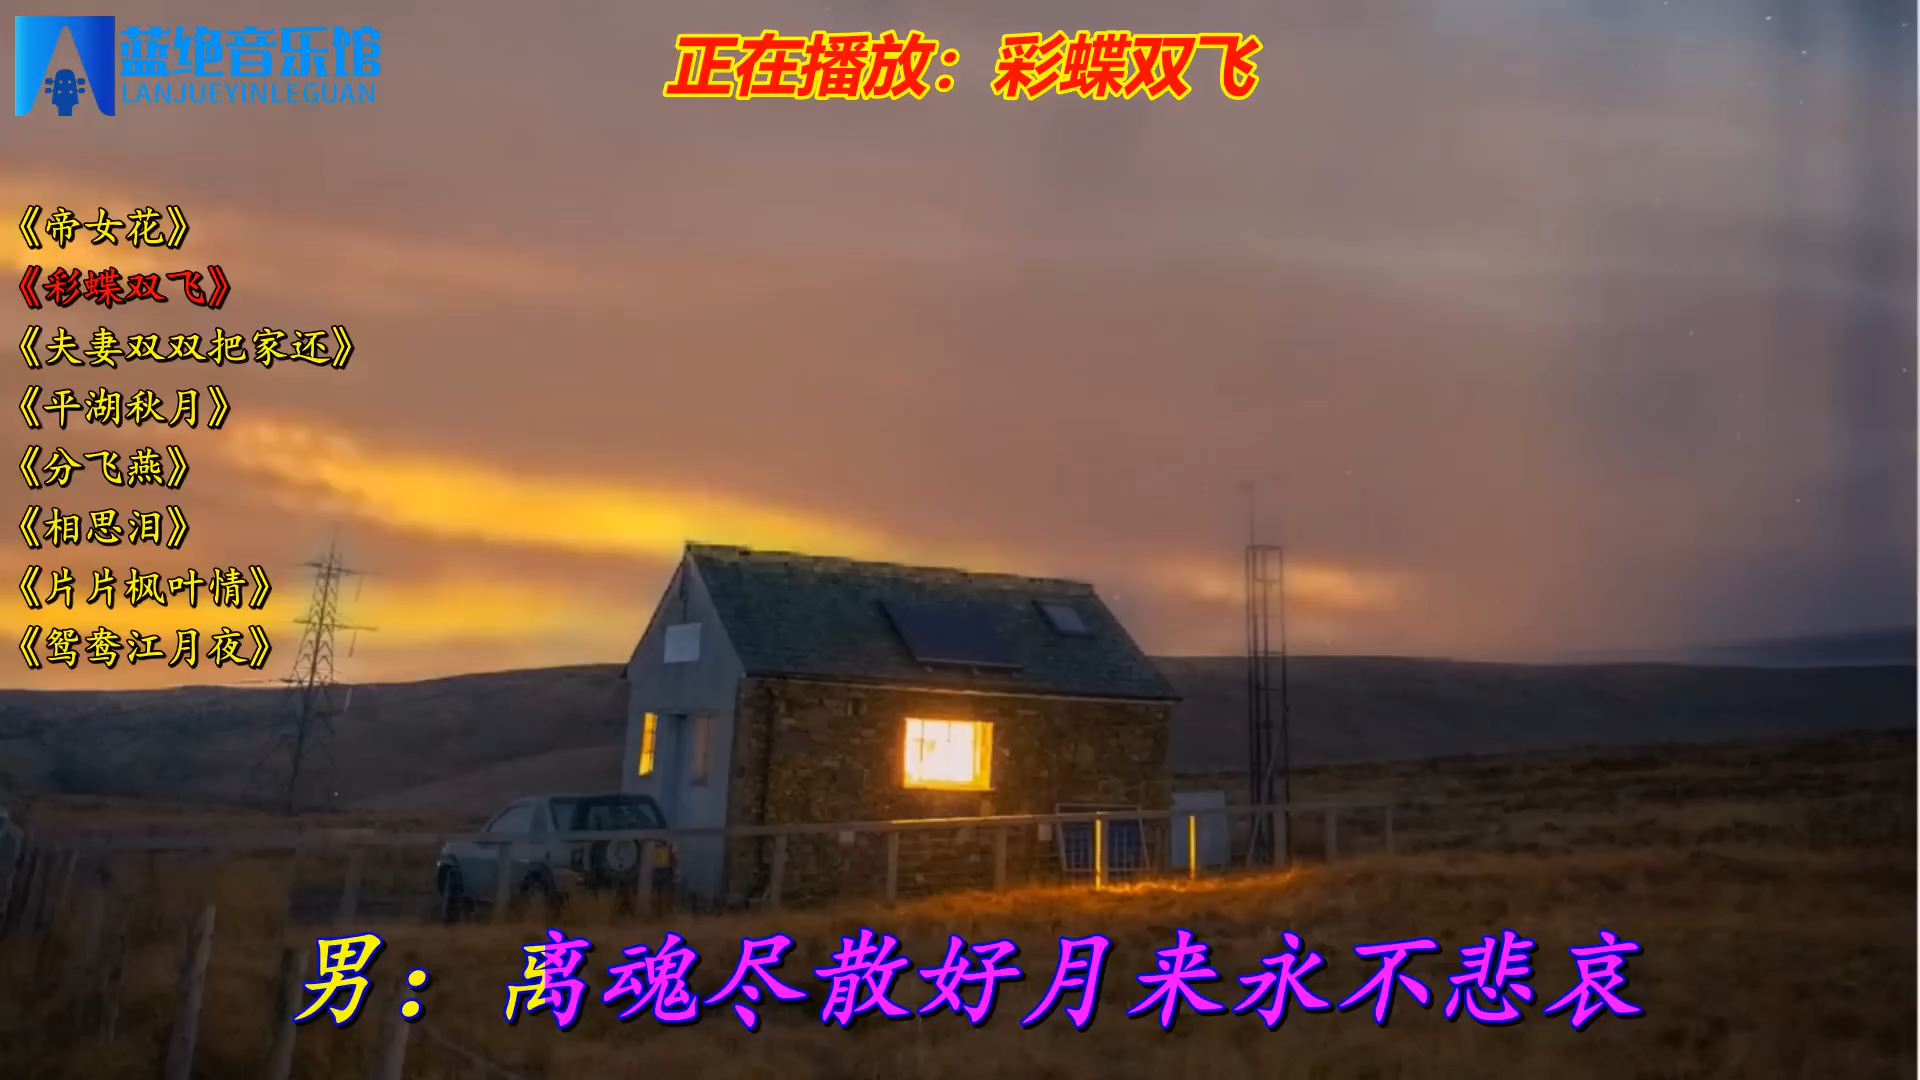 蓝绝音乐馆
LANJUEYINLEGUAN
正在播放：彩蝶双飞
《帝女花》
《彩蝶双飞》
《夫妻双双把家还》
《平湖秋月》
《分飞燕》
《相思泪》
《片片枫叶情》
《鸳鸯江月夜》
男：离魂尽散好月来永不悲哀